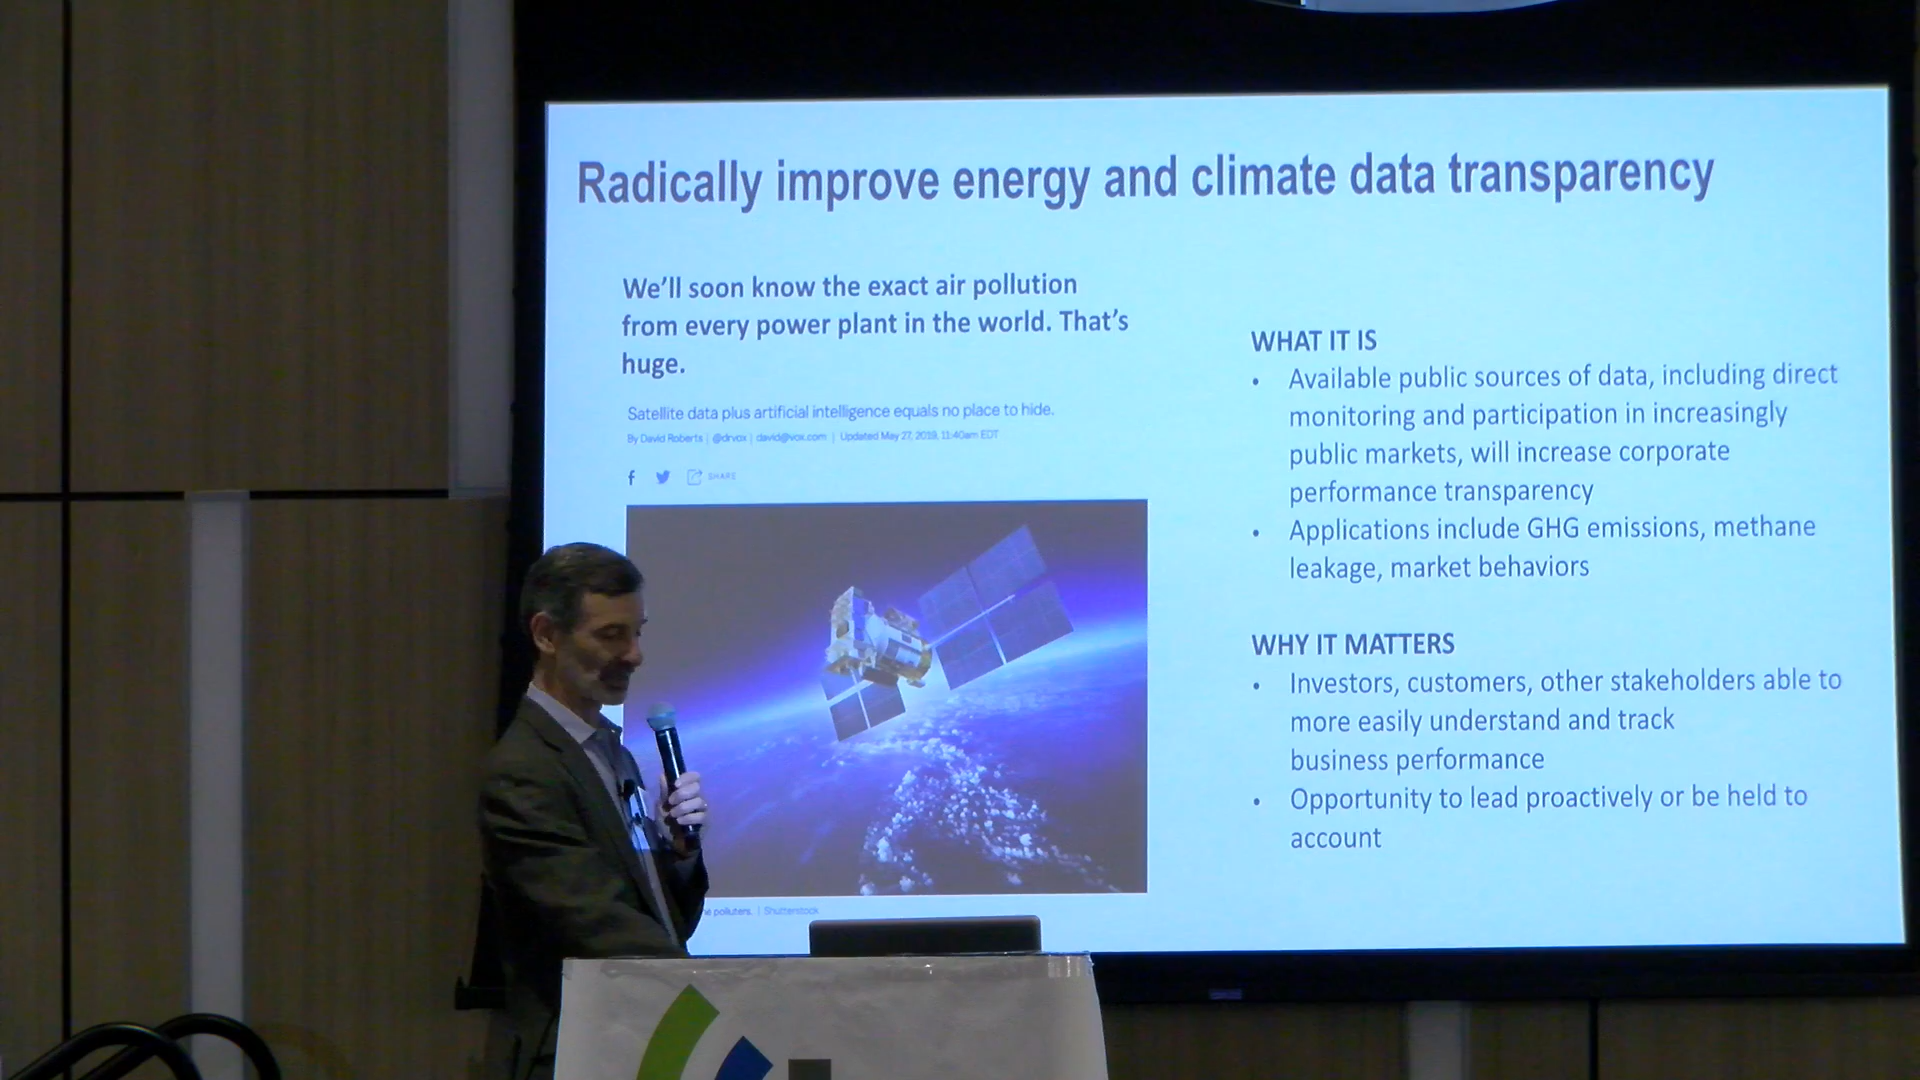 Radically improve energy and climate data transparency
We'll soon know the exact air pollution
from every power plant in the world. That's
huge.
Satellite data plus artificial intelligence equals no place to hide.
By David Roberts | @drvox | david@vox.com | Updated May 27, 2019, 11:40am EDT
SHARE
polluters. | Shutterstock
WHAT IT IS
• Available public sources of data, including direct
monitoring and participation in increasingly
public markets, will increase corporate
performance transparency
• Applications include GHG emissions, methane
leakage, market behaviors
WHY IT MATTERS
• Investors, customers, other stakeholders able to
more easily understand and track
business performance
• Opportunity to lead proactively or be held to
account